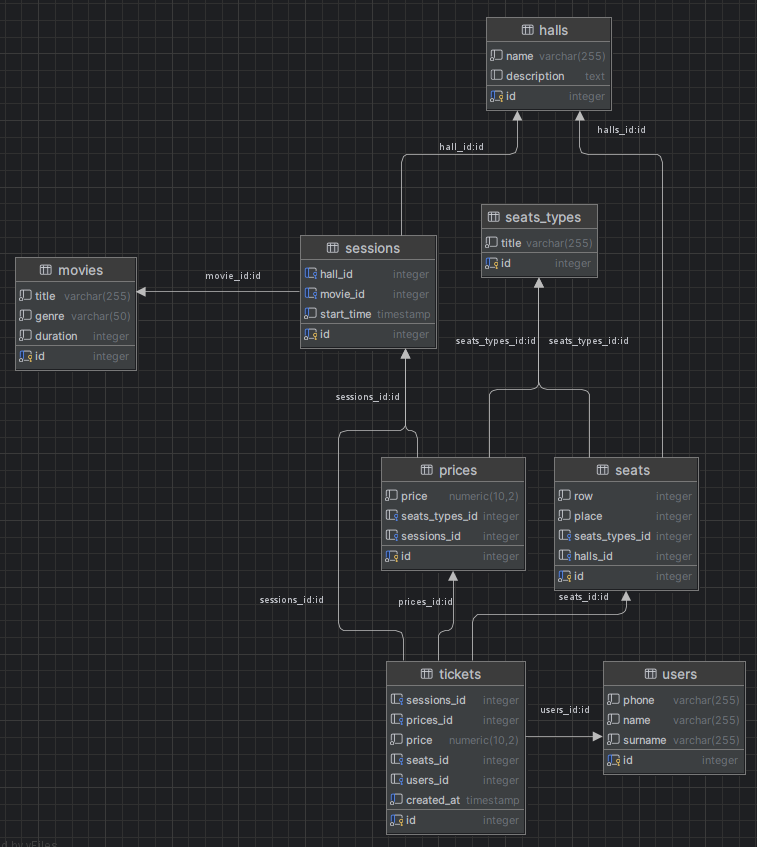 halls
name varchar(255)
description text
id integer
hall_id:id
halls_id:id
seats_types
title varchar(255)
id integer
sessions
hall_id integer
movie_id integer
start_time timestamp
id integer
movie_id:id
movies
title varchar(255)
genre varchar(50)
duration integer
id integer
seats_types_id:id
seats_types_id:id
sessions_id:id
prices
price numeric(10,2)
seats_types_id integer
sessions_id integer
id integer
seats
row integer
place integer
seats_types_id integer
halls_id integer
id integer
sessions_id:id
prices_id:id
seats_id:id
tickets
sessions_id integer
prices_id integer
price numeric(10,2)
seats_id integer
users_id integer
created_at timestamp
id integer
users_id:id
users
phone varchar(255)
name varchar(255)
surname varchar(255)
id integer
d by yFiles